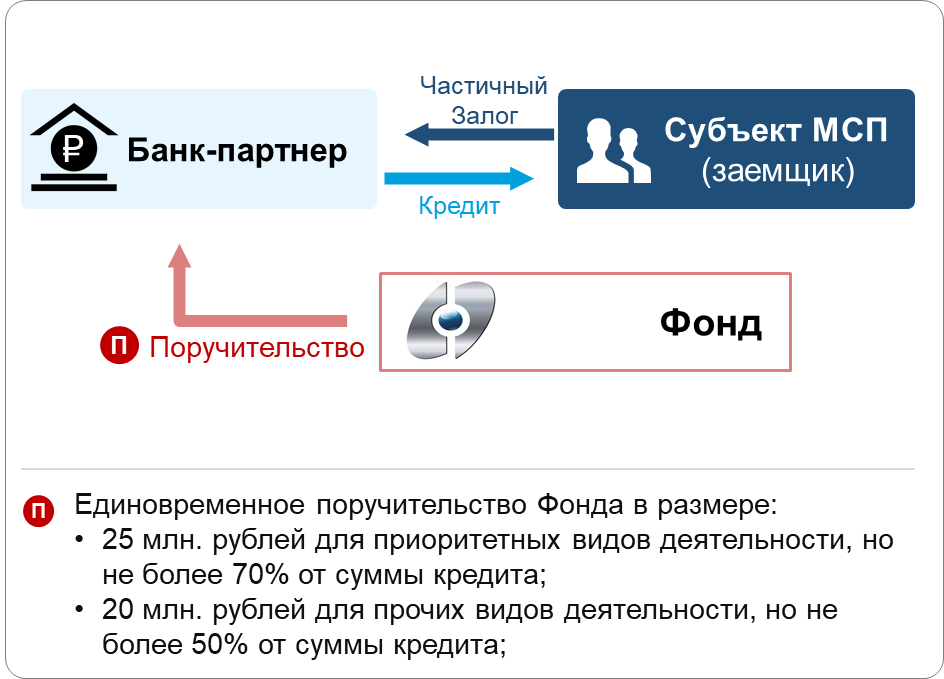 Частичный
Залог
Банк-партнер
Субъект МСП
(заемщик)
Кредит
Фонд
П Поручительство
П Единовременное поручительство Фонда в размере:
• 25 млн. рублей для приоритетных видов деятельности, но
не более 70% от суммы кредита;
• 20 млн. рублей для прочих видов деятельности, но не
более 50% от суммы кредита;